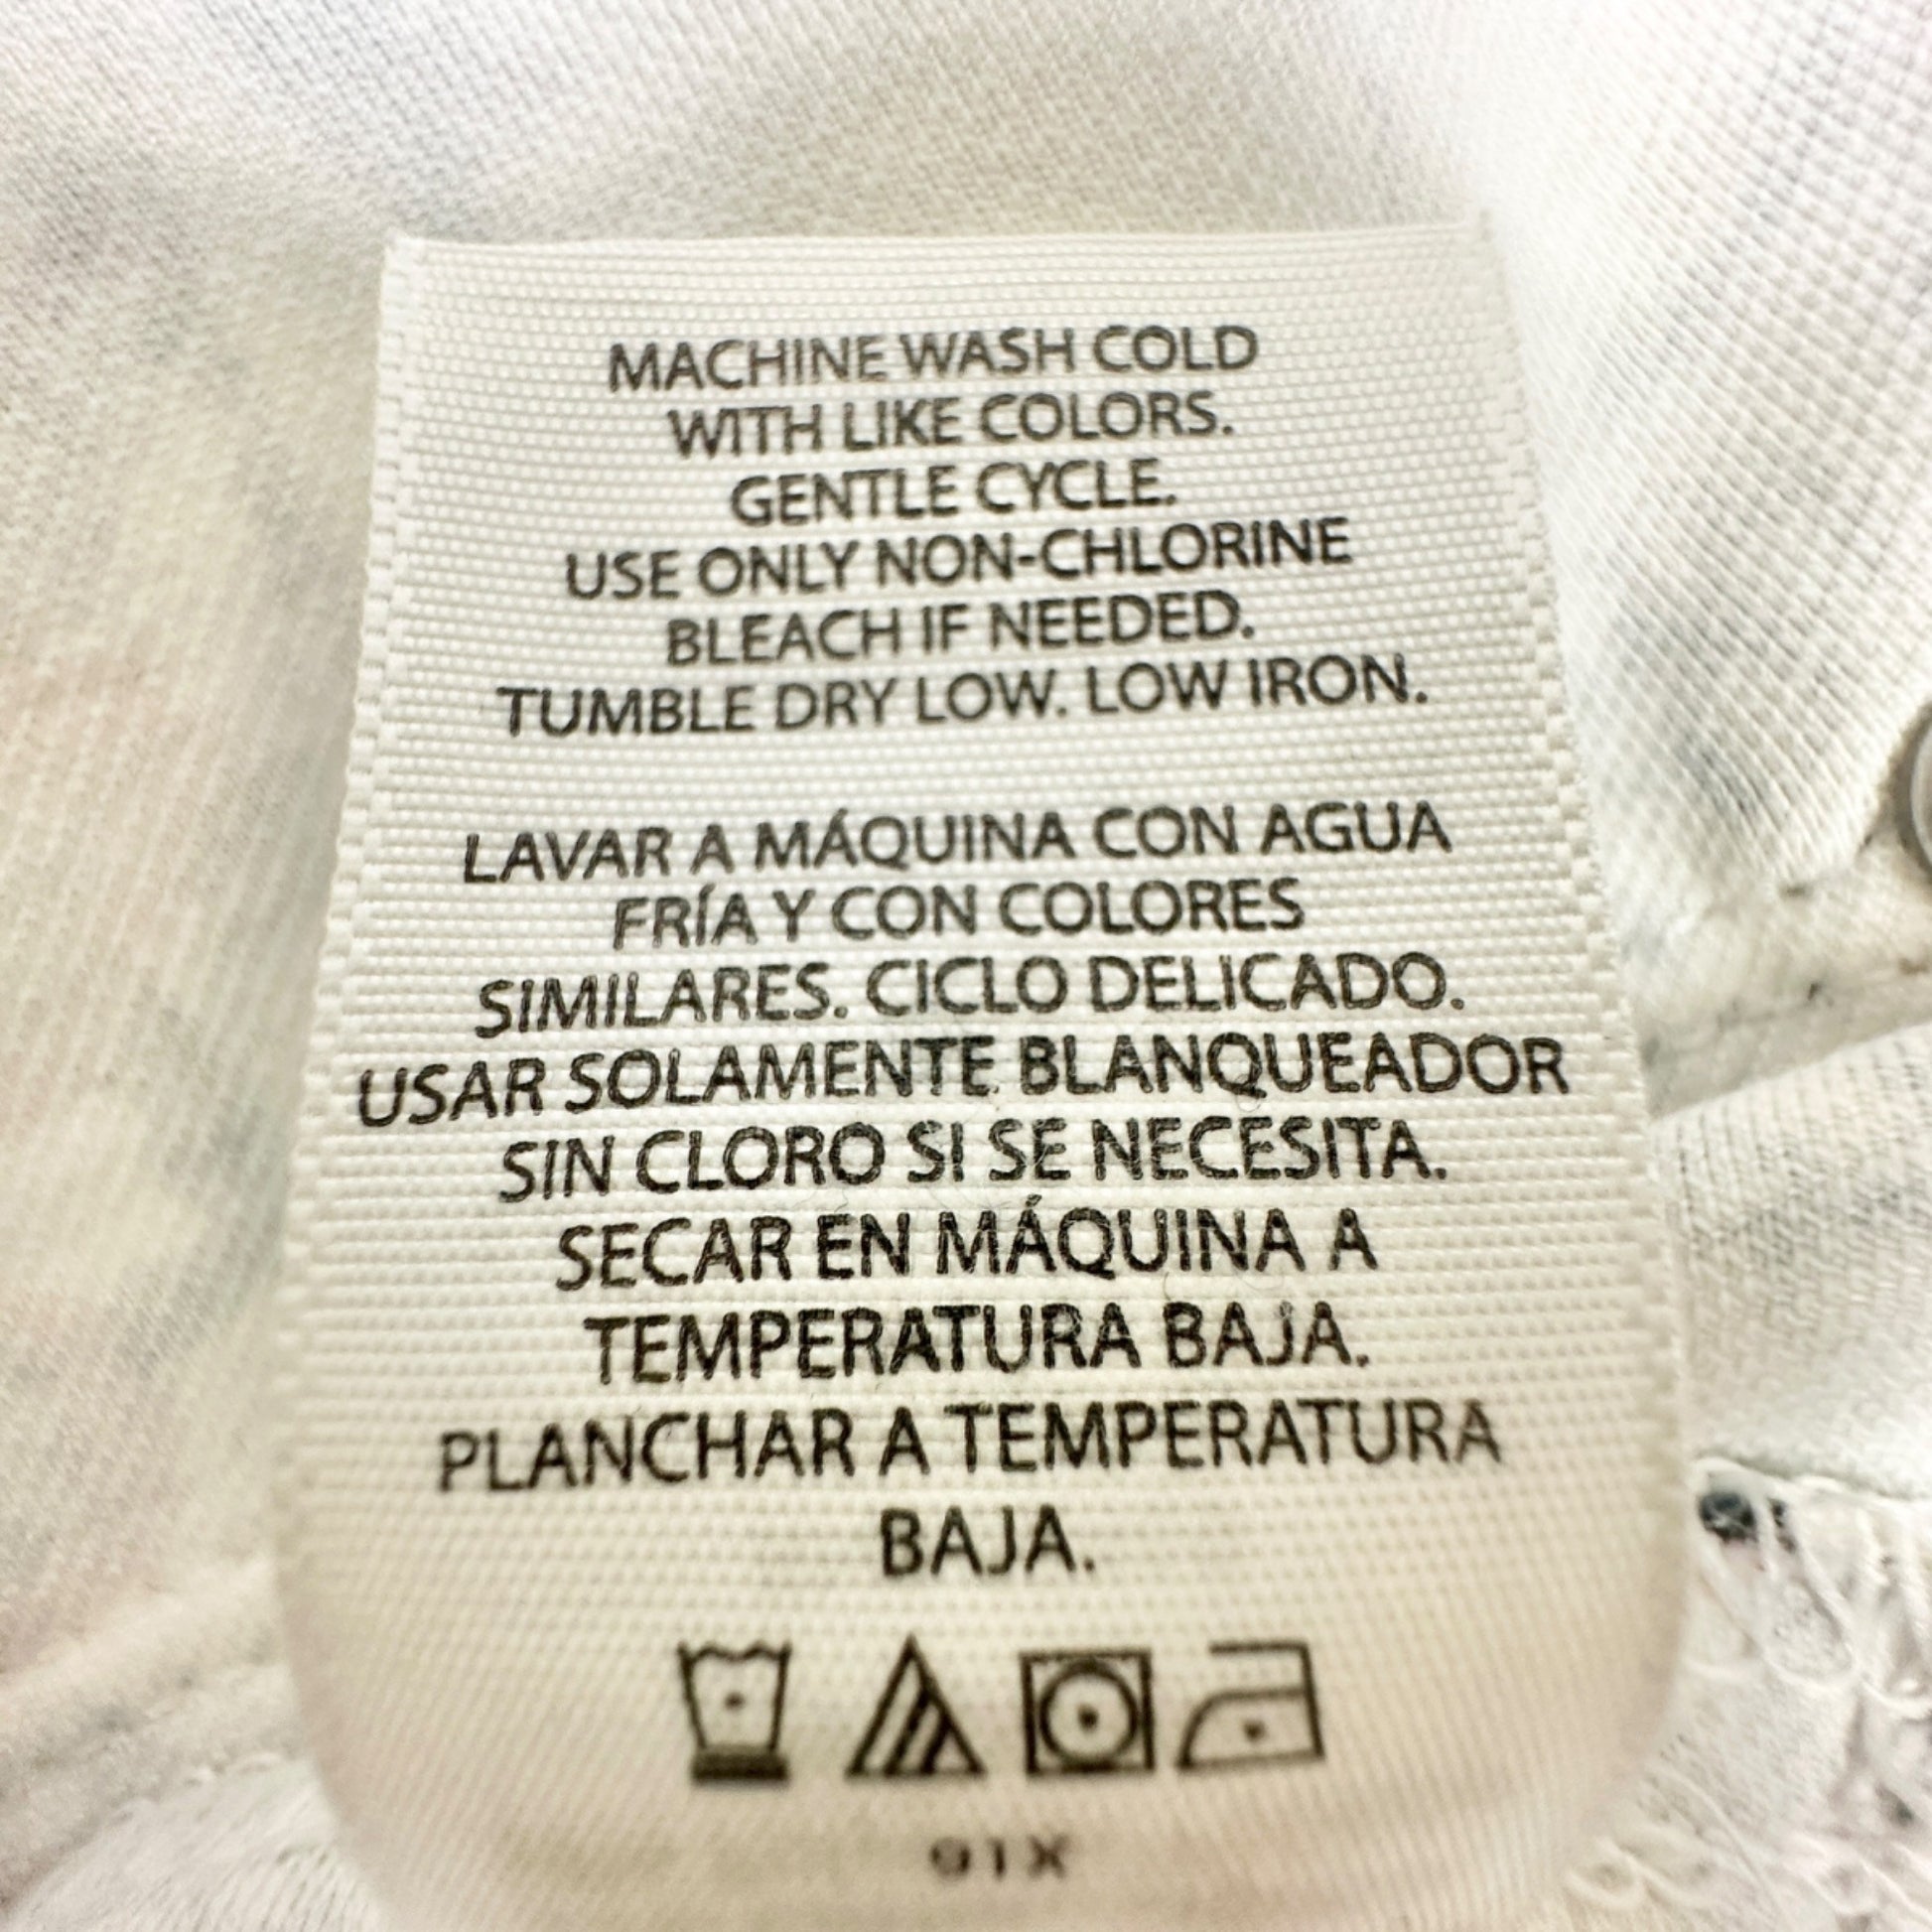 MACHINE WASH COLD
WITH LIKE COLORS.
GENTLE CYCLE.
USE ONLY NON-CHLORINE
BLEACH IF NEEDED.
TUMBLE DRY LOW. LOW IRON.
LAVAR A MÁQUINA CON AGUA
FRÍA Y CON COLORES
SIMILARES. CICLO DELICADO.
USAR SOLAMENTE BLANQUEADOR
SIN CLORO SI SE NECESITA.
SECAR EN MÁQUINA A
TEMPERATURA BAJA.
PLANCHAR A TEMPERATURA
BAJA.